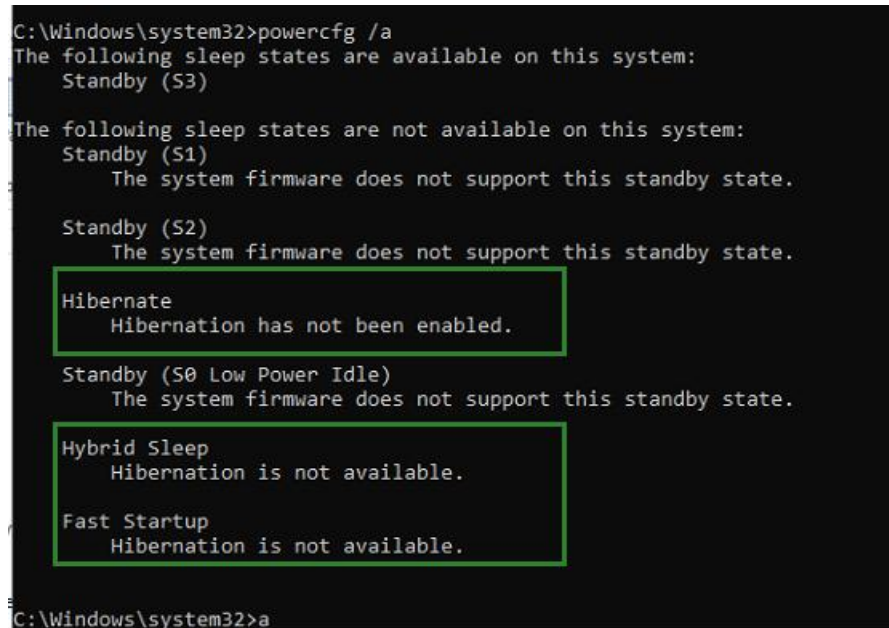 C:\Windows\system32>powercfg /a
The following sleep states are available on this system:
Standby (S3)
The following sleep states are not available on this system:
Standby (S1)
The system firmware does not support this standby state.
Standby (S2)
The system firmware does not support this standby state.
Hibernate
Hibernation has not been enabled.
Standby (S0 Low Power Idle)
The system firmware does not support this standby state.
Hybrid Sleep
Hibernation is not available.
Fast Startup
Hibernation is not available.
C:\Windows\system32>a